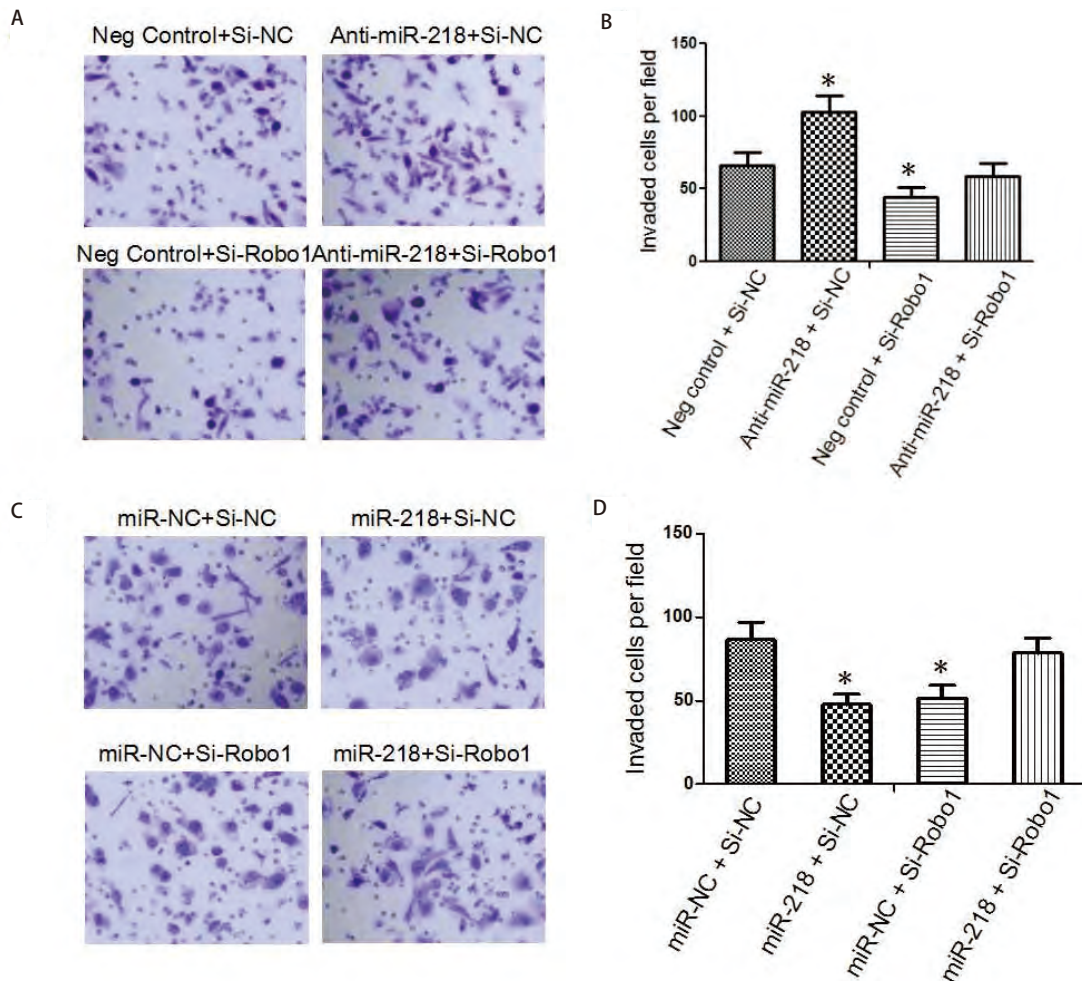 A
Neg Control+Si-NC Anti-miR-218+Si-NC
Neg Control+Si-Robo1 Anti-miR-218+Si-Robo1
B
Invaded cells per field
150
100
50
0
Neg control + Si-NC
Anti-miR-218 + Si-NC
Neg control + Si-Robo1
Anti-miR-218 + Si-Robo1
*
*
C
miR-NC+Si-NC miR-218+Si-NC
miR-NC+Si-Robo1 miR-218+Si-Robo1
D
Invaded cells per field
150
100
50
0
miR-NC + Si-NC
miR-218 + Si-NC
miR-NC + Si-Robo1
miR-218 + Si-Robo1
*
*